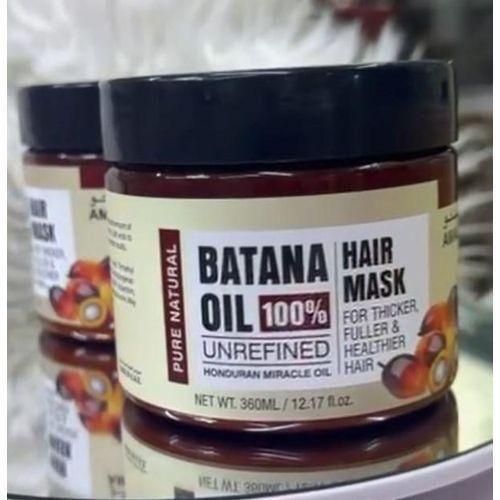 PURE NATURAL
BATANA
OIL 100%
UNREFINED
HONDURAN MIRACLE OIL
HAIR
MASK
FOR THICKER,
FULLER &
HEALTHIER
HAIR
NET WT. 360ML / 12.17 fl.oz.
HAIR
MASK